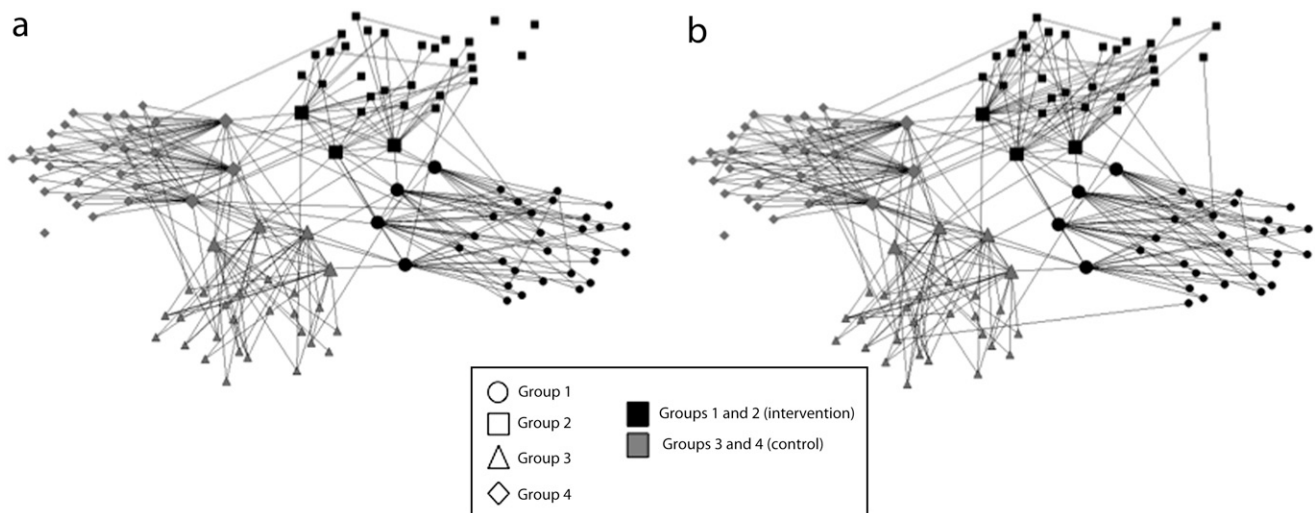 a
b
Group 1
Group 2
Group 3
Group 4
Groups 1 and 2 (intervention)
Groups 3 and 4 (control)